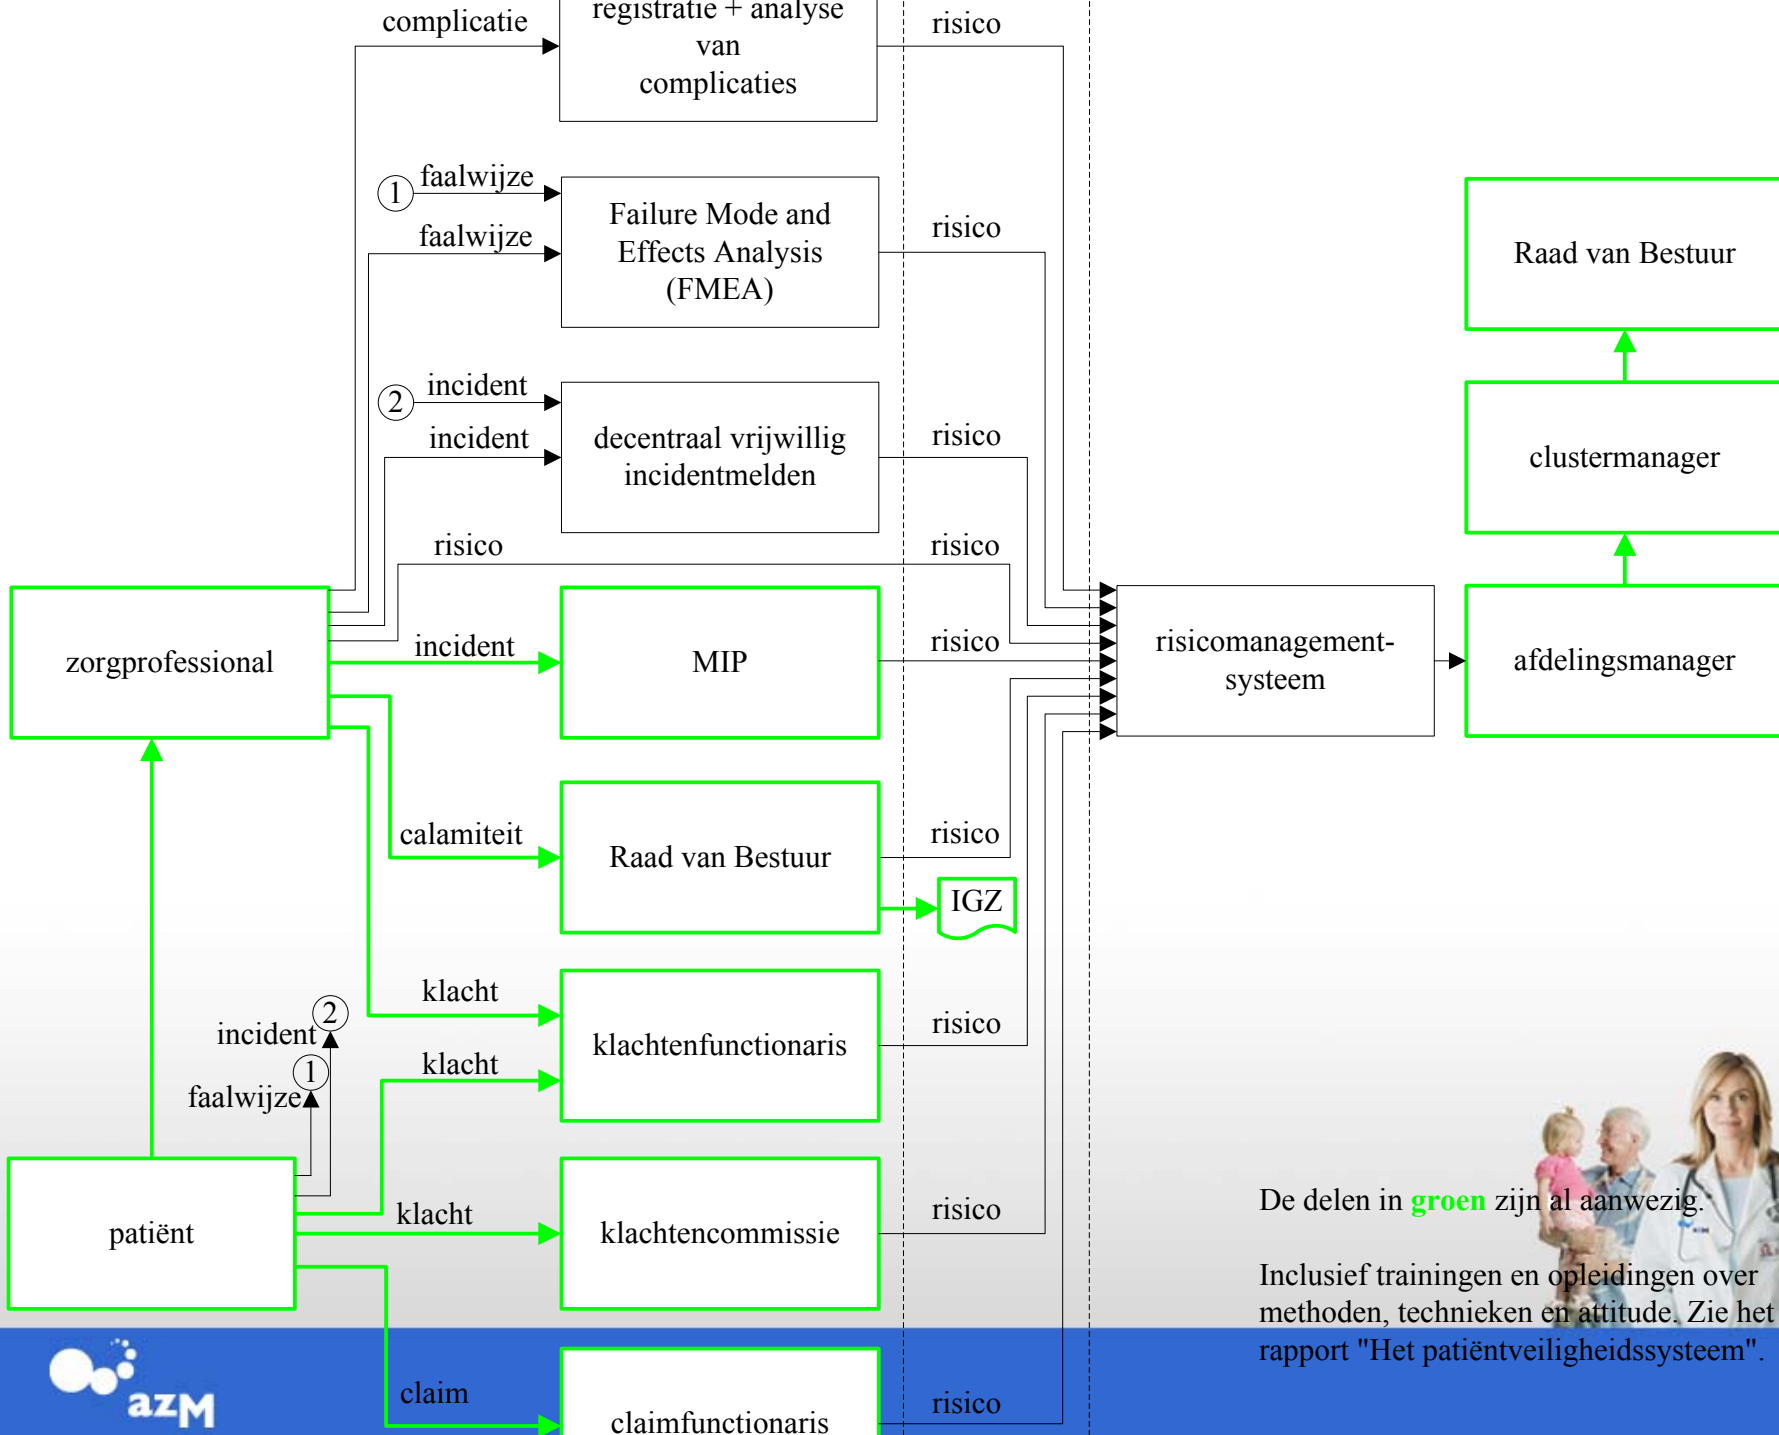 complicatie
registratie + analyse
van
complicaties
risico
1
faalwijze
faalwijze
Failure Mode and
Effects Analysis
(FMEA)
risico
Raad van Bestuur
2
incident
incident
decentraal vrijwillig
incidentmelden
risico
clustermanager
risico
risico
zorgprofessional
incident
MIP
risico
risicomanagement-
systeem
afdelingsmanager
calamiteit
Raad van Bestuur
risico
IGZ
klacht
klacht
klachtenfunctionaris
risico
incident
2
faalwijze
1
patiënt
klacht
klachtencommissie
risico
De delen in groen zijn al aanwezig.
Inclusief trainingen en opleidingen over
methoden, technieken en attitude. Zie het
rapport "Het patiëntveiligheidssysteem".
azM
claim
claimfunctionaris
risico